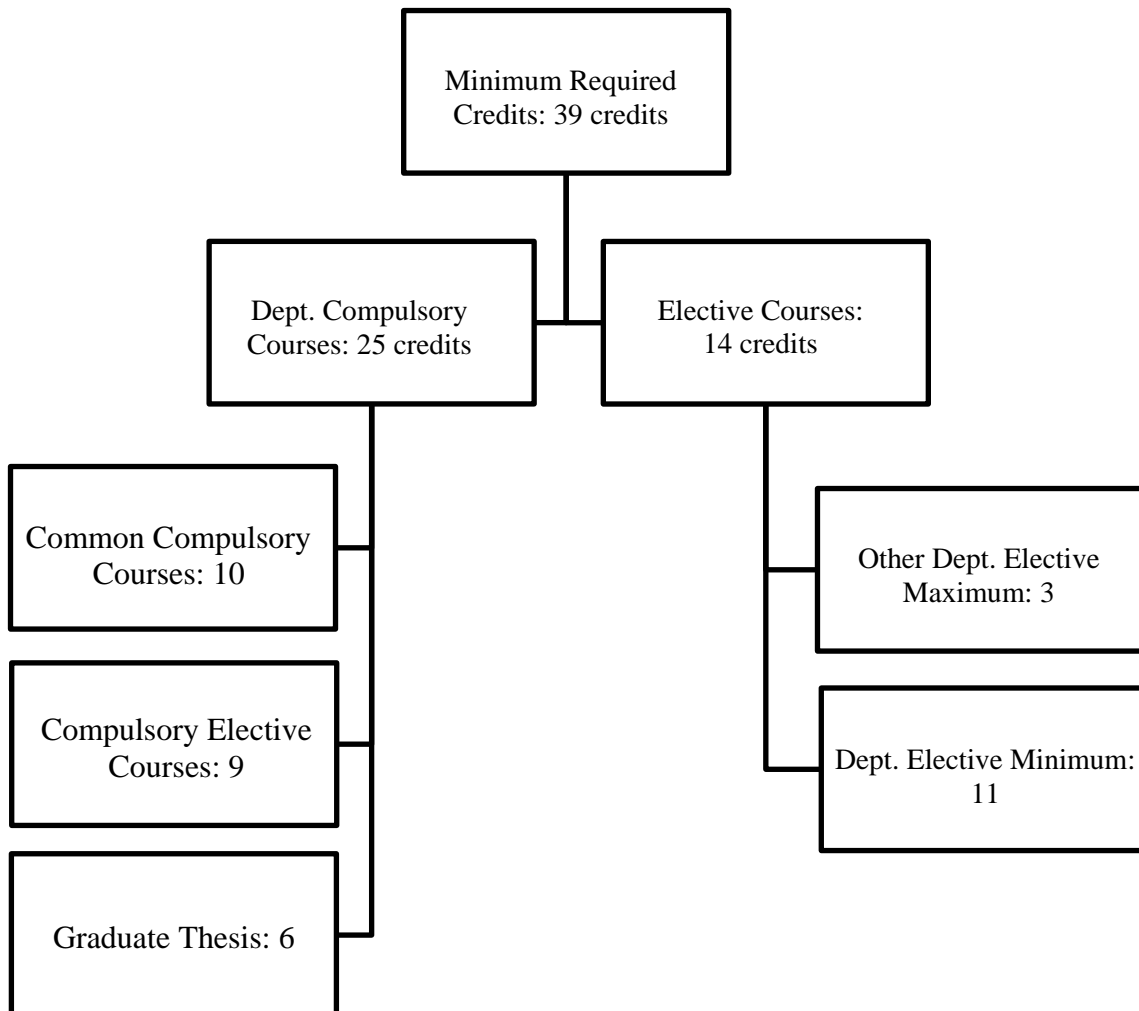 Minimum Required
Credits: 39 credits
Dept. Compulsory
Courses: 25 credits
Elective Courses:
14 credits
Common Compulsory
Courses: 10
Compulsory Elective
Courses: 9
Graduate Thesis: 6
Other Dept. Elective
Maximum: 3
Dept. Elective Minimum:
11